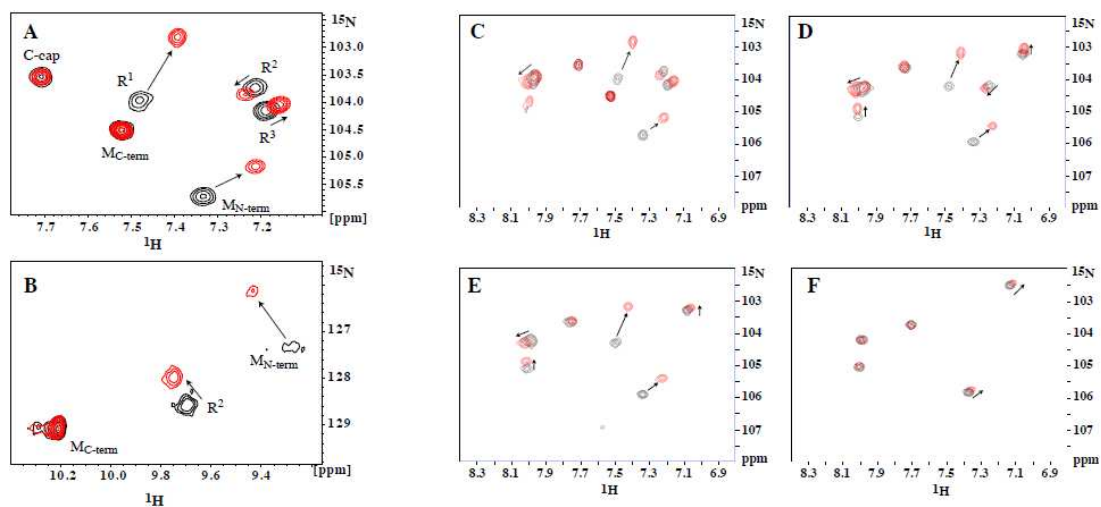 A
15N
C-cap
R1
R2
R3
MC-term
MN-term
103.0
103.5
104.0
104.5
105.0
105.5
[ppm]
7.7 7.6 7.5 7.4 7.3 7.2
1H
B
15N
MN-term
R2
MC-term
127
128
129
[ppm]
10.2 10.0 9.8 9.6 9.4
1H
C
15N
103
104
105
106
107
ppm
8.3 8.1 7.9 7.7 7.5 7.3 7.1 6.9
1H
D
15N
103
104
105
106
107
ppm
8.3 8.1 7.9 7.7 7.5 7.3 7.1 6.9
1H
E
15N
103
104
105
106
107
ppm
8.3 8.1 7.9 7.7 7.5 7.3 7.1 6.9
1H
F
15N
103
104
105
106
107
ppm
8.3 8.1 7.9 7.7 7.5 7.3 7.1 6.9
1H